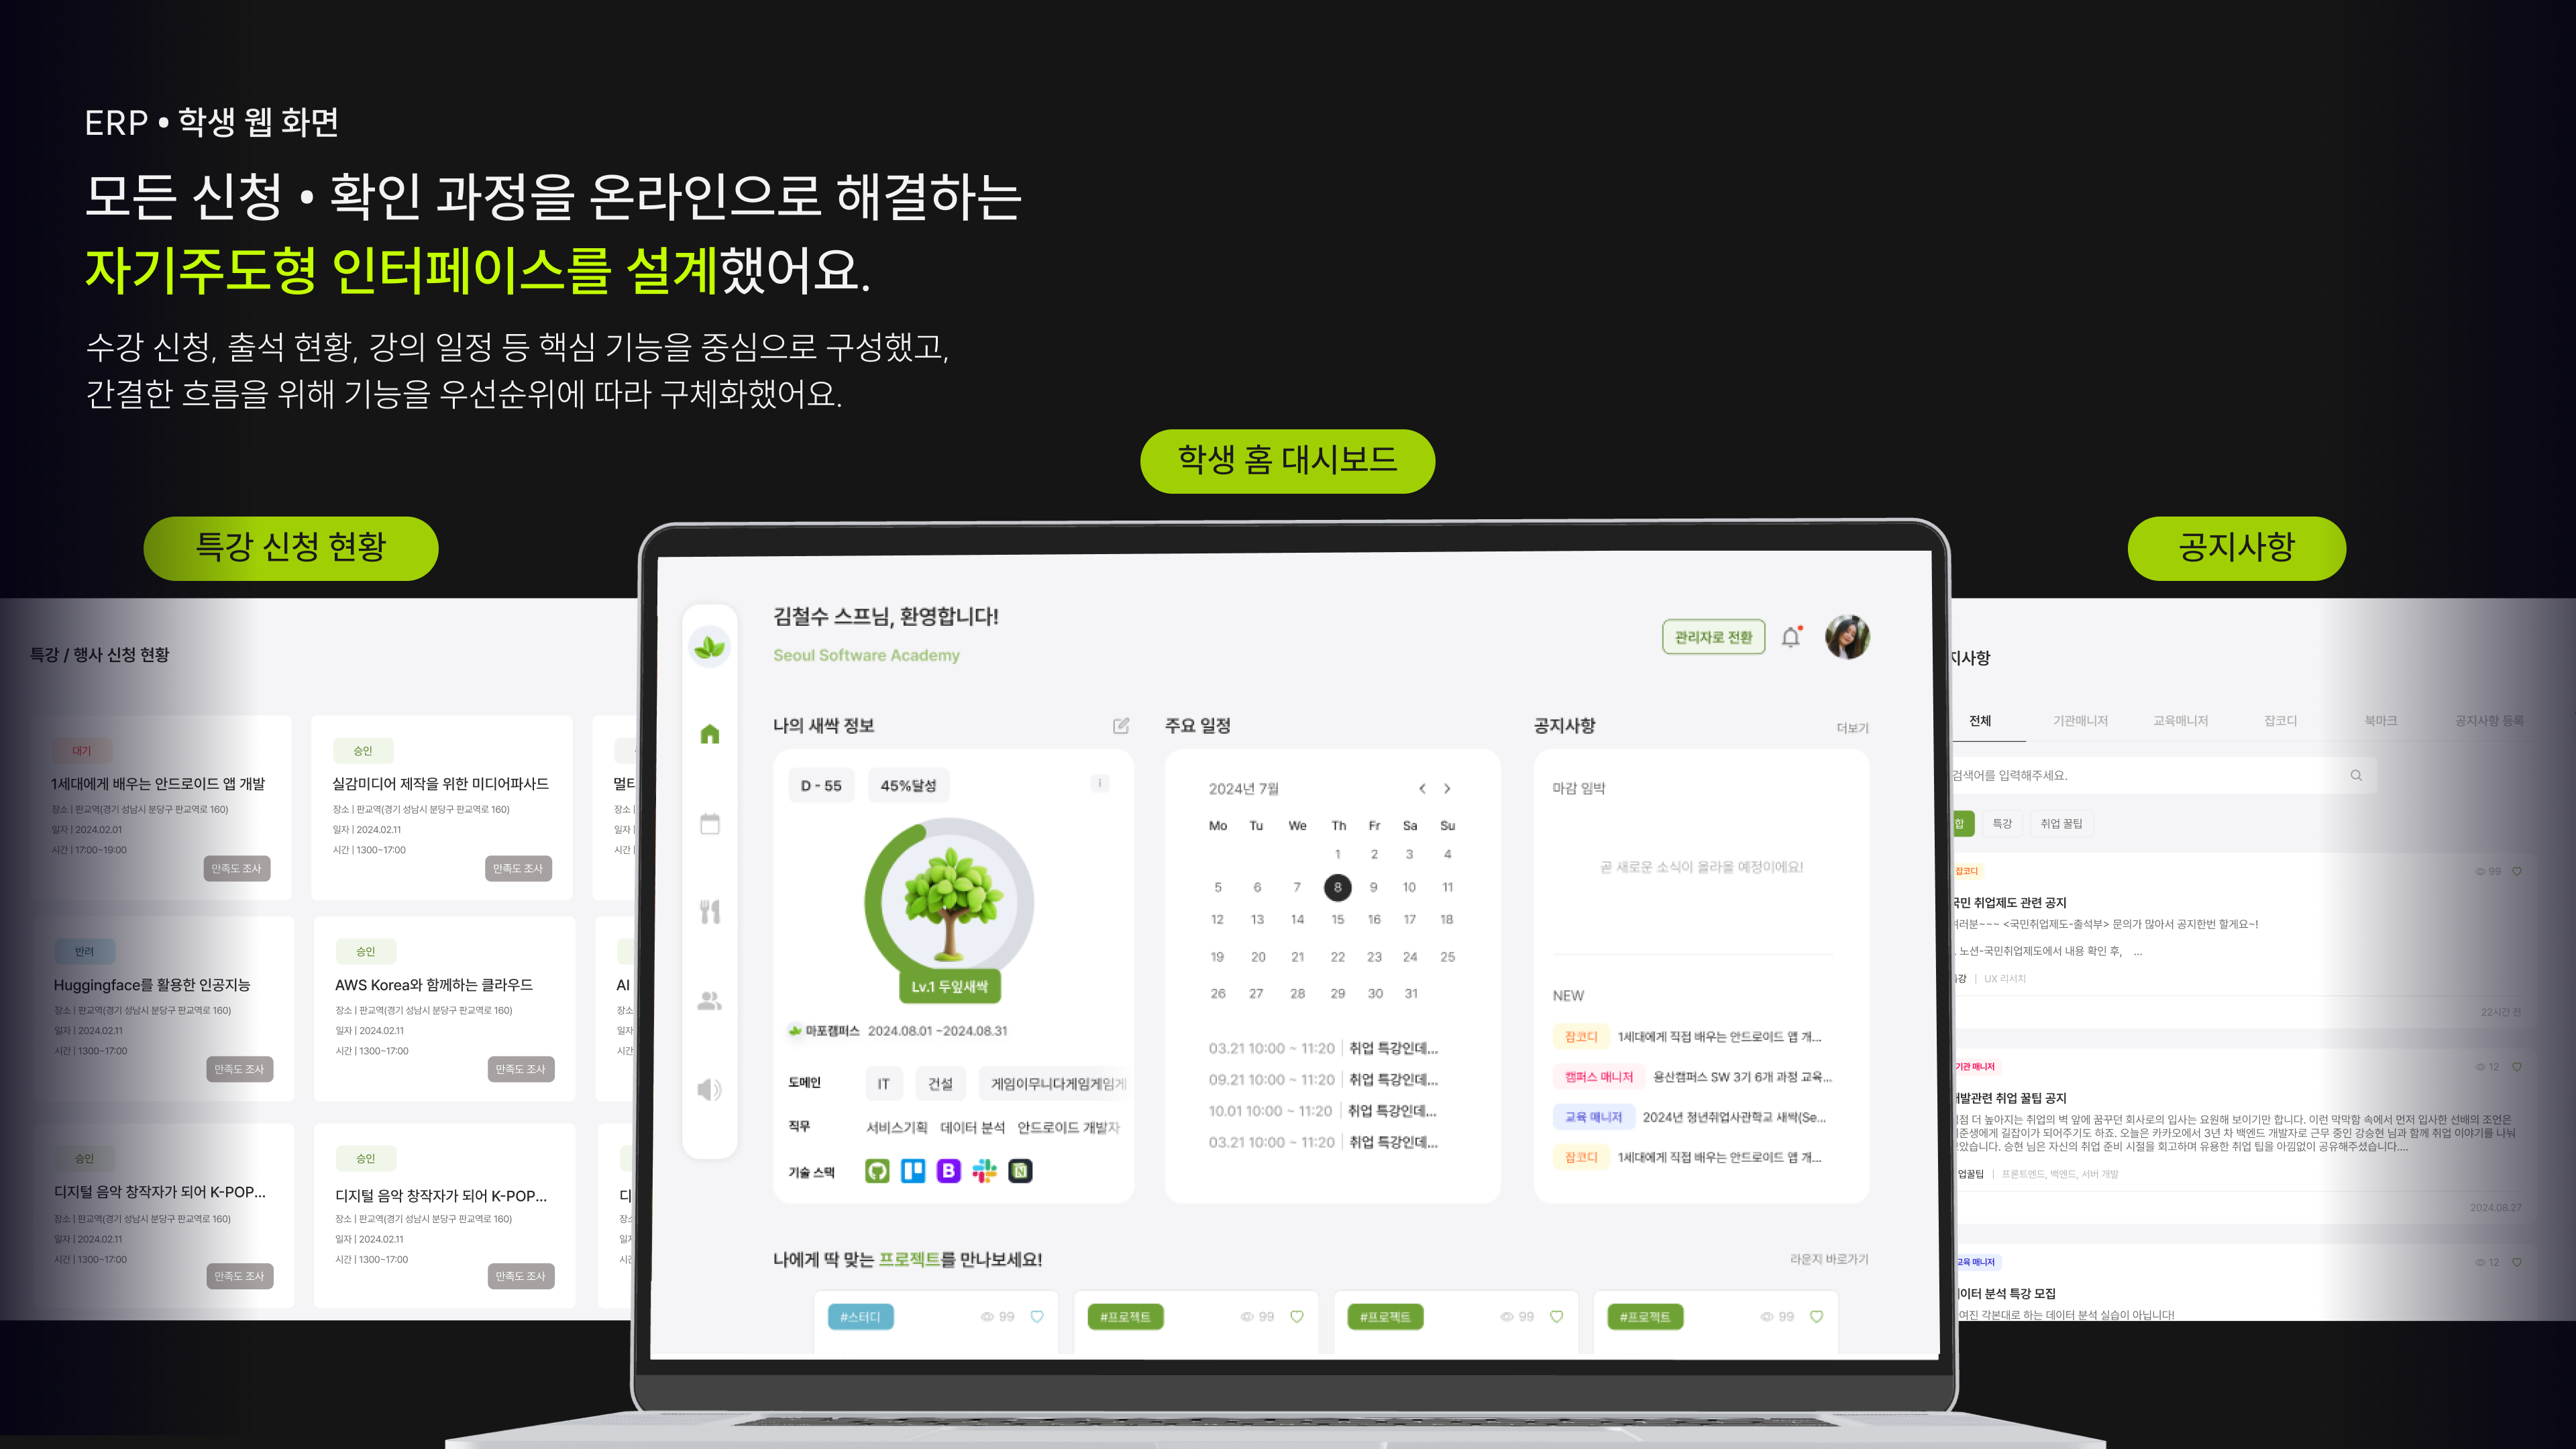 ERP • 학생 웹 화면
모든 신청 • 확인 과정을 온라인으로 해결하는
자기주도형 인터페이스를 설계했어요.
수강 신청, 출석 현황, 강의 일정 등 핵심 기능을 중심으로 구성했고,
간결한 흐름을 위해 기능을 우선순위에 따라 구체화했어요.
학생 홈 대시보드
특강 신청 현황
공지사항
특강 / 행사 신청 현황
대기
1세대에게 배우는 안드로이드 앱 개발
장소 | 판교역(경기 성남시 분당구 판교역로 160)
일자 | 2024.02.01
시간 | 17:00~19:00
만족도 조사
승인
실감미디어 제작을 위한 미디어파사드
장소 | 판교역(경기 성남시 분당구 판교역로 160)
일자 | 2024.02.11
시간 | 1300~17:00
만족도 조사
멀티
장소 |
일자 |
시간 |
반려
Huggingface를 활용한 인공지능
장소 | 판교역(경기 성남시 분당구 판교역로 160)
일자 | 2024.02.11
시간 | 1300~17:00
만족도 조사
승인
AWS Korea와 함께하는 클라우드
장소 | 판교역(경기 성남시 분당구 판교역로 160)
일자 | 2024.02.11
시간 | 1300~17:00
만족도 조사
AI
장소
일자
시간
승인
디지털 음악 창작자가 되어 K-POP...
장소 | 판교역(경기 성남시 분당구 판교역로 160)
일자 | 2024.02.11
시간 | 1300~17:00
만족도 조사
승인
디지털 음악 창작자가 되어 K-POP...
장소 | 판교역(경기 성남시 분당구 판교역로 160)
일자 | 2024.02.11
시간 | 1300~17:00
만족도 조사
디
김철수 스프님, 환영합니다!
Seoul Software Academy
관리자로 전환
나의 새싹 정보
D - 55
45%달성
Lv.1 두잎새싹
마포캠퍼스 2024.08.01 ~2024.08.31
도메인 IT 건설 게임이무니다게임게임게
직무 서비스기획 데이터 분석 안드로이드 개발자
기술 스택
주요 일정
2024년 7월
Mo Tu We Th Fr Sa Su
1 2 3 4
5 6 7 8 9 10 11
12 13 14 15 16 17 18
19 20 21 22 23 24 25
26 27 28 29 30 31
03.21 10:00 ~ 11:20 | 취업 특강인데...
09.21 10:00 ~ 11:20 | 취업 특강인데...
10.01 10:00 ~ 11:20 | 취업 특강인데...
03.21 10:00 ~ 11:20 | 취업 특강인데...
공지사항
더보기
마감 임박
곧 새로운 소식이 올라올 예정이에요!
NEW
잡코디 1세대에게 직접 배우는 안드로이드 앱 개...
캠퍼스 매니저 용산캠퍼스 SW 3기 6개 과정 교육...
교육 매니저 2024년 청년취업사관학교 새싹(Se...
잡코디 1세대에게 직접 배우는 안드로이드 앱 개...
나에게 딱 맞는 프로젝트를 만나보세요!
라운지 바로가기
#스터디 99
#프로젝트 99
#프로젝트 99
#프로젝트 99
지사항
전체 기관매니저 교육매니저 잡코디 북마크 공지사항 등록
검색어를 입력해주세요.
합 특강 취업 꿀팁
잡코디
99
국민 취업제도 관련 공지
여러분~~~ <국민취업제도-출석부> 문의가 많아서 공지한번 할게요~!
. 노션-국민취업제도에서 내용 확인 후, ...
특강 | UX 리서치
22시간 전
기관 매니저
12
개발관련 취업 꿀팁 공지
점 더 높아지는 취업의 벽 앞에 꿈꾸던 회사로의 입사는 요원해 보이기만 합니다. 이런 막막함 속에서 먼저 입사한 선배의 조언은
준생에게 길잡이가 되어주기도 하죠. 오늘은 카카오에서 3년 차 백엔드 개발자로 근무 중인 강승현 님과 함께 취업 이야기를 나눠
았습니다. 승현 님은 자신의 취업 준비 시절을 회고하며 유용한 취업 팁을 아낌없이 공유해주셨습니다....
업꿀팁 | 프론트엔드, 백엔드, 서버 개발
2024.08.27
교육 매니저
12
이터 분석 특강 모집
여진 각본대로 하는 데이터 분석 실습이 아닙니다!